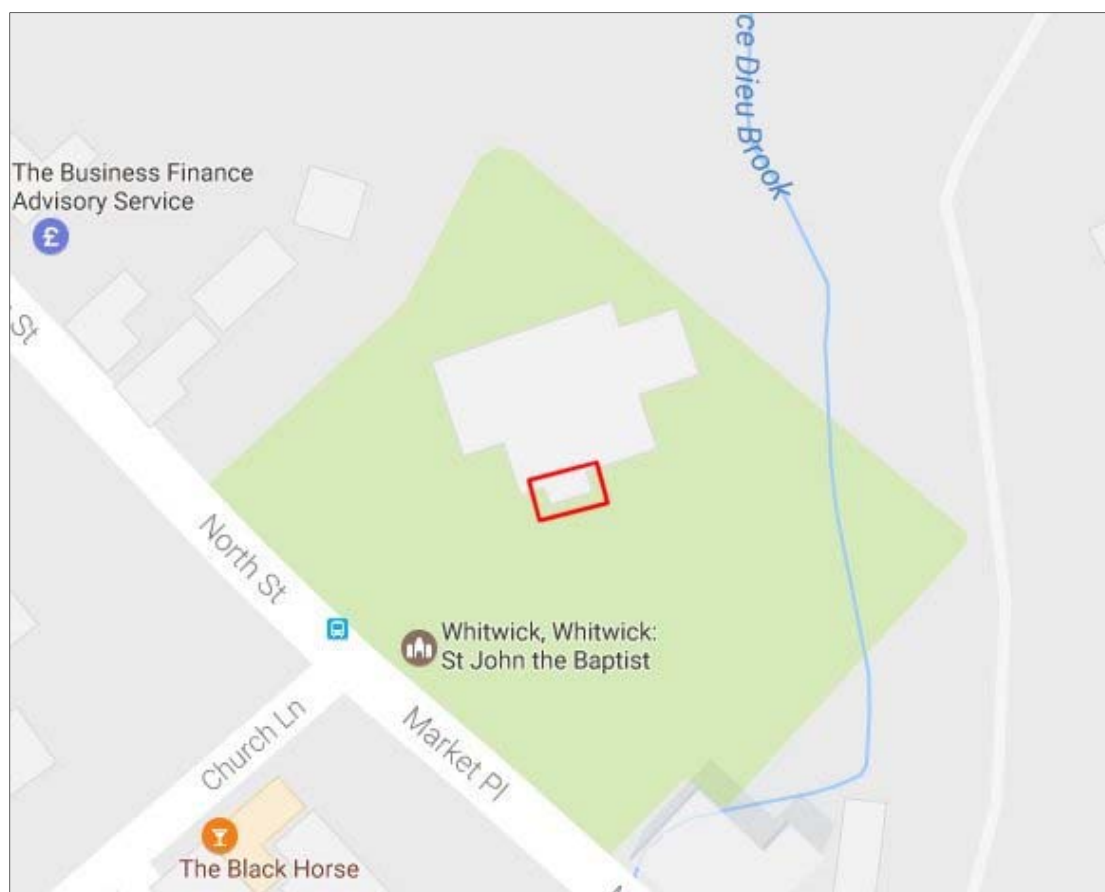 ce Dieu Brook
The Business Finance
Advisory Service
£
St
North St
Whitwick, Whitwick:
St John the Baptist
Church Ln
Market Pl
The Black Horse